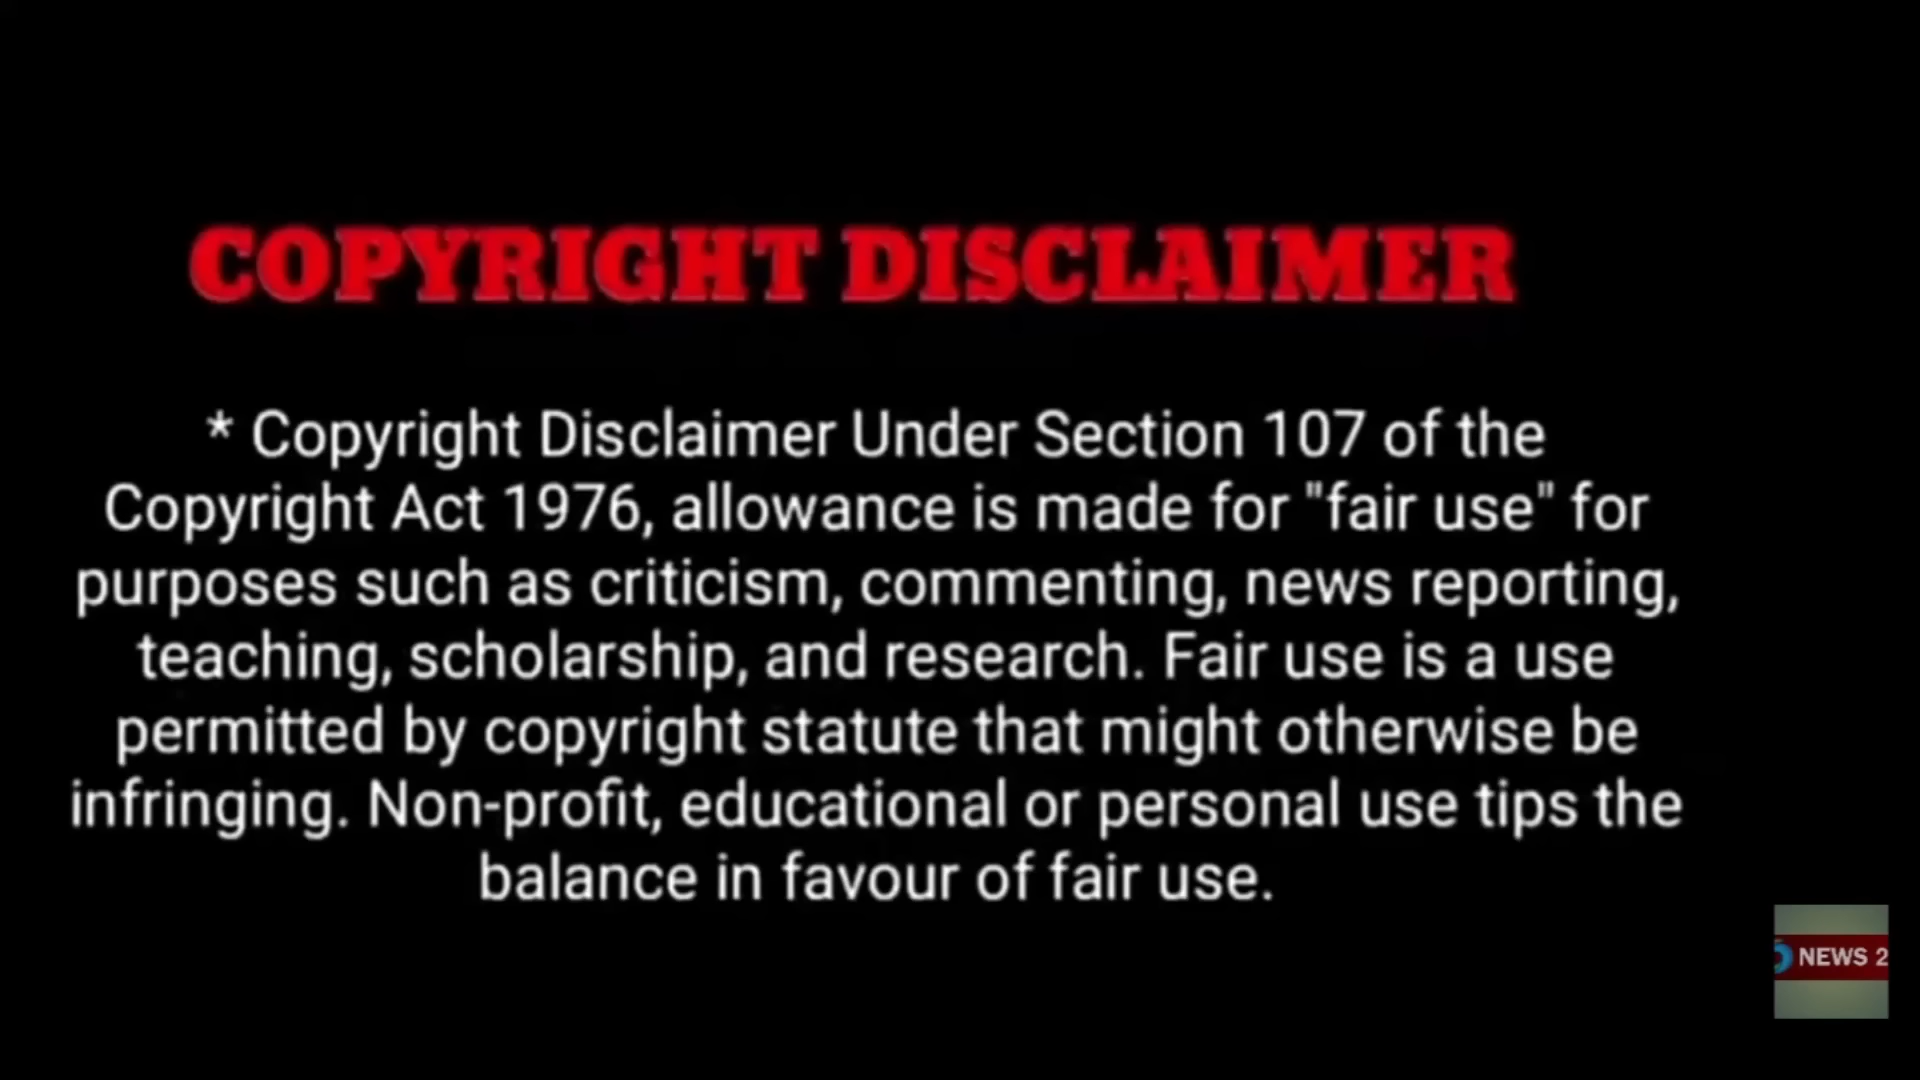 COPYRIGHT DISCLAIMER
* Copyright Disclaimer Under Section 107 of the
Copyright Act 1976, allowance is made for "fair use" for
purposes such as criticism, commenting, news reporting,
teaching, scholarship, and research. Fair use is a use
permitted by copyright statute that might otherwise be
infringing. Non-profit, educational or personal use tips the
balance in favour of fair use.
NEWS 2